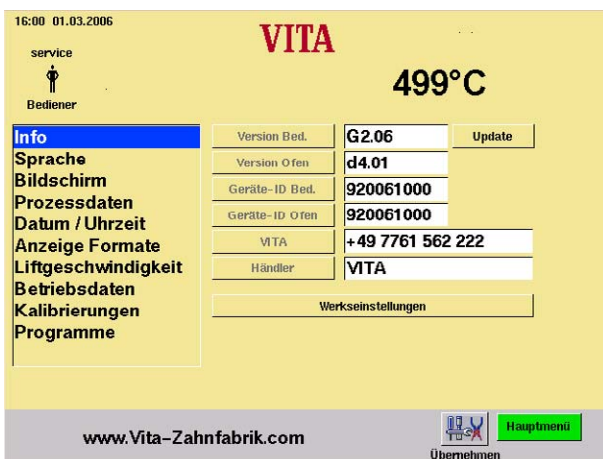 16:00 01.03.2006
VITA
service
499°C
Bediener
Info
Sprache
Bildschirm
Prozessdaten
Datum / Uhrzeit
Anzeige Formate
Liftgeschwindigkeit
Betriebsdaten
Kalibrierungen
Programme
Version Bed. G2.06 Update
Version Ofen d4.01
Geräte-ID Bed. 920061000
Geräte-ID Ofen 920061000
VITA +49 7761 562 222
Händler VITA
Werkseinstellungen
www.Vita-Zahnfabrik.com
Übernehmen
Hauptmenü